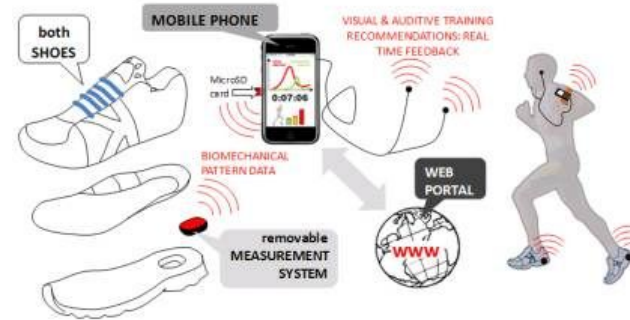 both
SHOES
MOBILE PHONE
VISUAL & AUDITIVE TRAINING
RECOMMENDATIONS: REAL
TIME FEEDBACK
MicroSD
card
0:07:06
BIOMECHANICAL
PATTERN DATA
WEB
PORTAL
removable
MEASUREMENT
SYSTEM
WWW